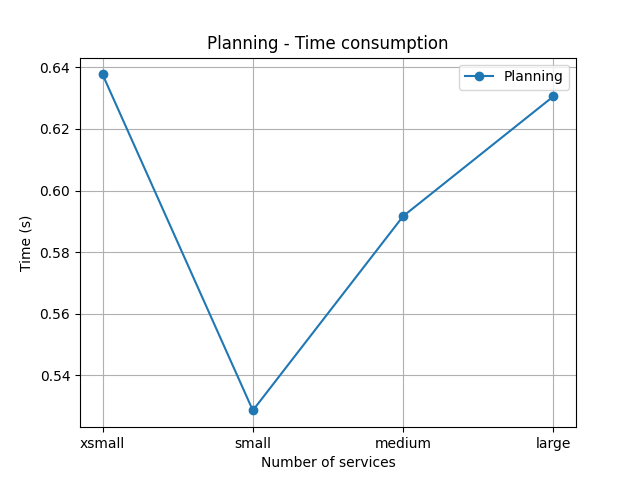 Planning - Time consumption
Planning
0.64
0.62
0.60
0.58
0.56
0.54
Time (s)
xsmall small medium large
Number of services